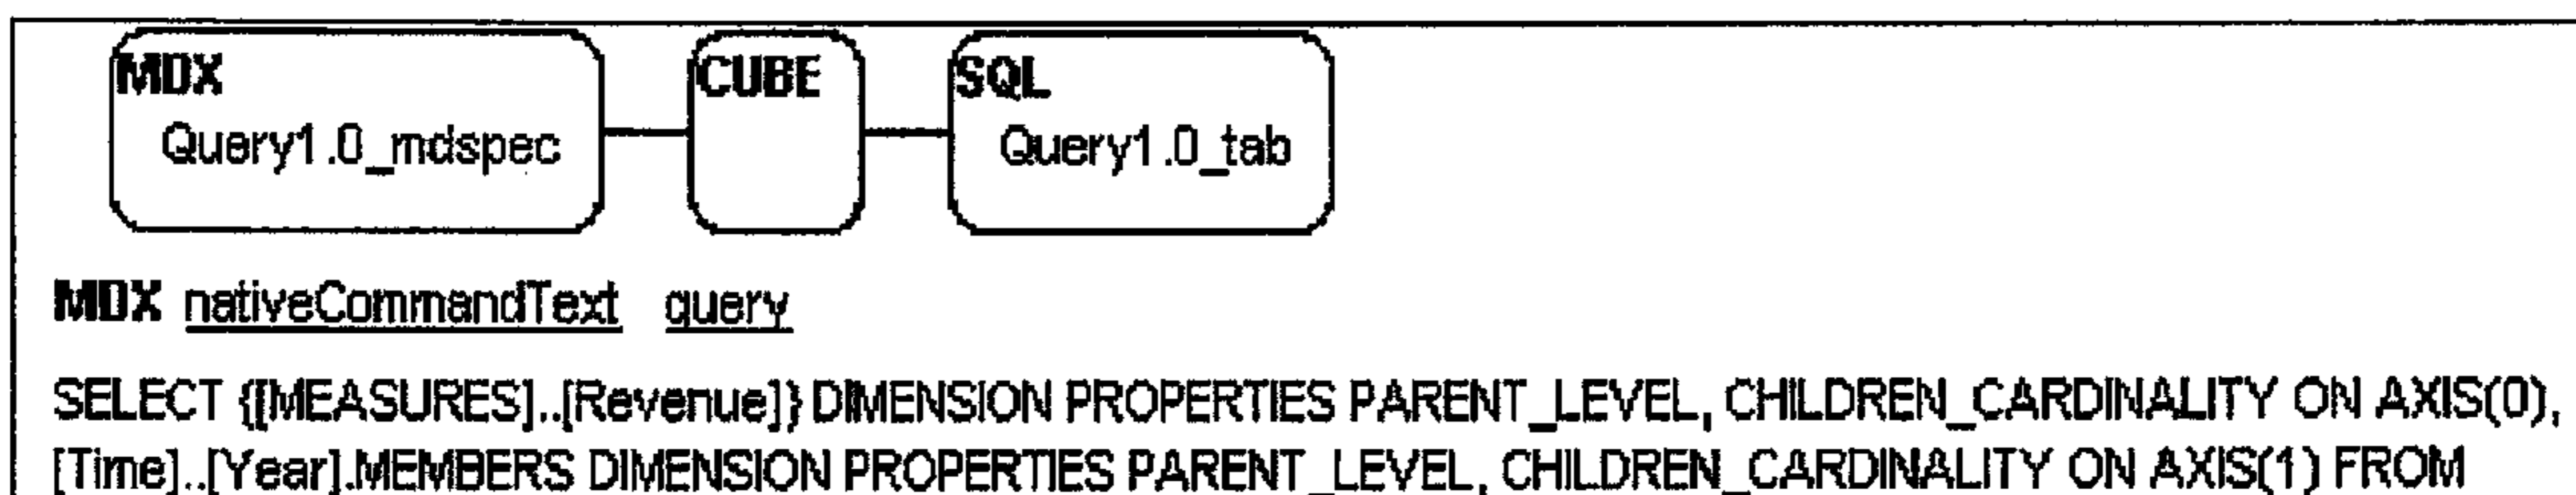 MDX
Query1.0_mdspec
CUBE
SQL
Query1.0_tab
MDX nativeCommandText query
SELECT {[MEASURES]..[Revenue]} DIMENSION PROPERTIES PARENT_LEVEL, CHILDREN_CARDINALITY ON AXIS(0),
[Time]..[Year].MEMBERS DIMENSION PROPERTIES PARENT_LEVEL, CHILDREN_CARDINALITY ON AXIS(1) FROM